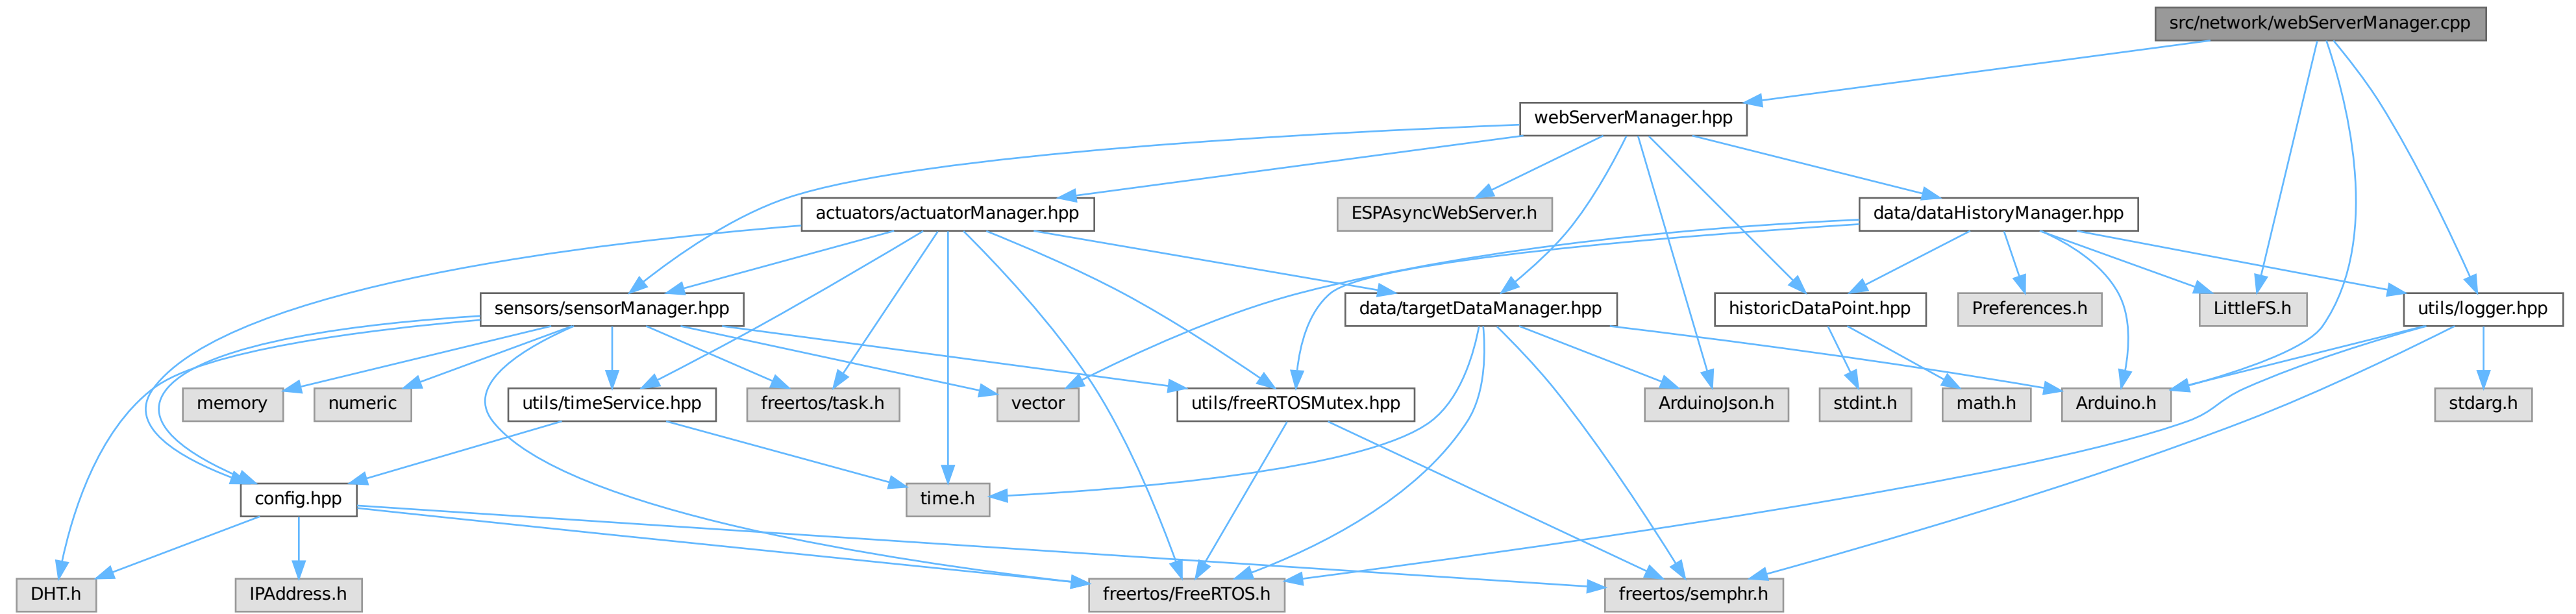 src/network/webServerManager.cpp
webServerManager.hpp
actuators/actuatorManager.hpp
ESPAsyncWebServer.h
data/dataHistoryManager.hpp
sensors/sensorManager.hpp
data/targetDataManager.hpp
historicDataPoint.hpp
Preferences.h
LittleFS.h
utils/logger.hpp
memory
numeric
utils/timeService.hpp
freertos/task.h
vector
utils/freeRTOSMutex.hpp
ArduinoJson.h
stdint.h
math.h
Arduino.h
stdarg.h
config.hpp
time.h
DHT.h
IPAddress.h
freertos/FreeRTOS.h
freertos/semphr.h